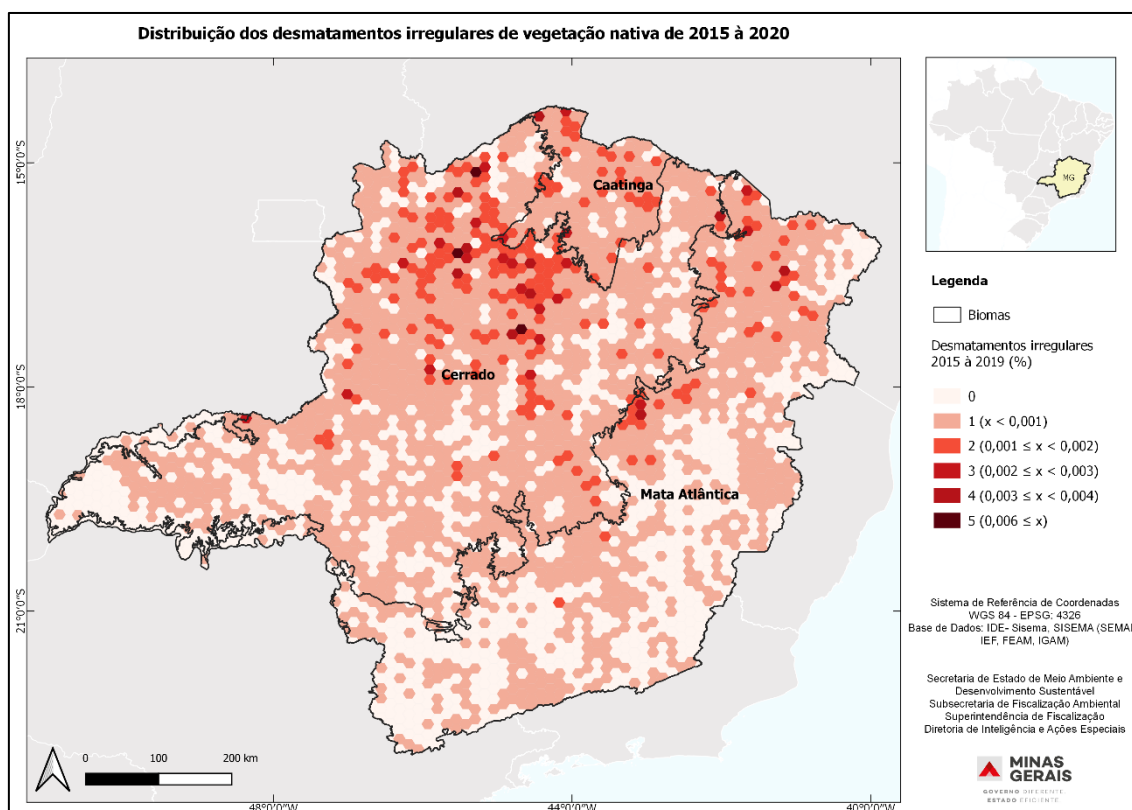 Distribuição dos desmatamentos irregulares de vegetação nativa de 2015 à 2020
15°0'0"S
18°0'0"S
21°0'0"S
48°0'0"W
44°0'0"W
40°0'0"W
Caatinga
Cerrado
Mata Atlântica
0
100
200 km
MG
Legenda
Biomas
Desmatamentos irregulares
2015 à 2019 (%)
0
1 (x < 0,001)
2 (0,001 ≤ x < 0,002)
3 (0,002 ≤ x < 0,003)
4 (0,003 ≤ x < 0,004)
5 (0,006 ≤ x)
Sistema de Referência de Coordenadas
WGS 84 - EPSG: 4326
Base de Dados: IDE- Sisema, SISEMA (SEMA
IEF, FEAM, IGAM)
Secretaria de Estado de Meio Ambiente e
Desenvolvimento Sustentável
Subsecretaria de Fiscalização Ambiental
Superintendência de Fiscalização
Diretoria de Inteligência e Ações Especiais
MINAS
GERAIS
GOVERNO DIFERENTE.
ESTADO EFICIENTE.